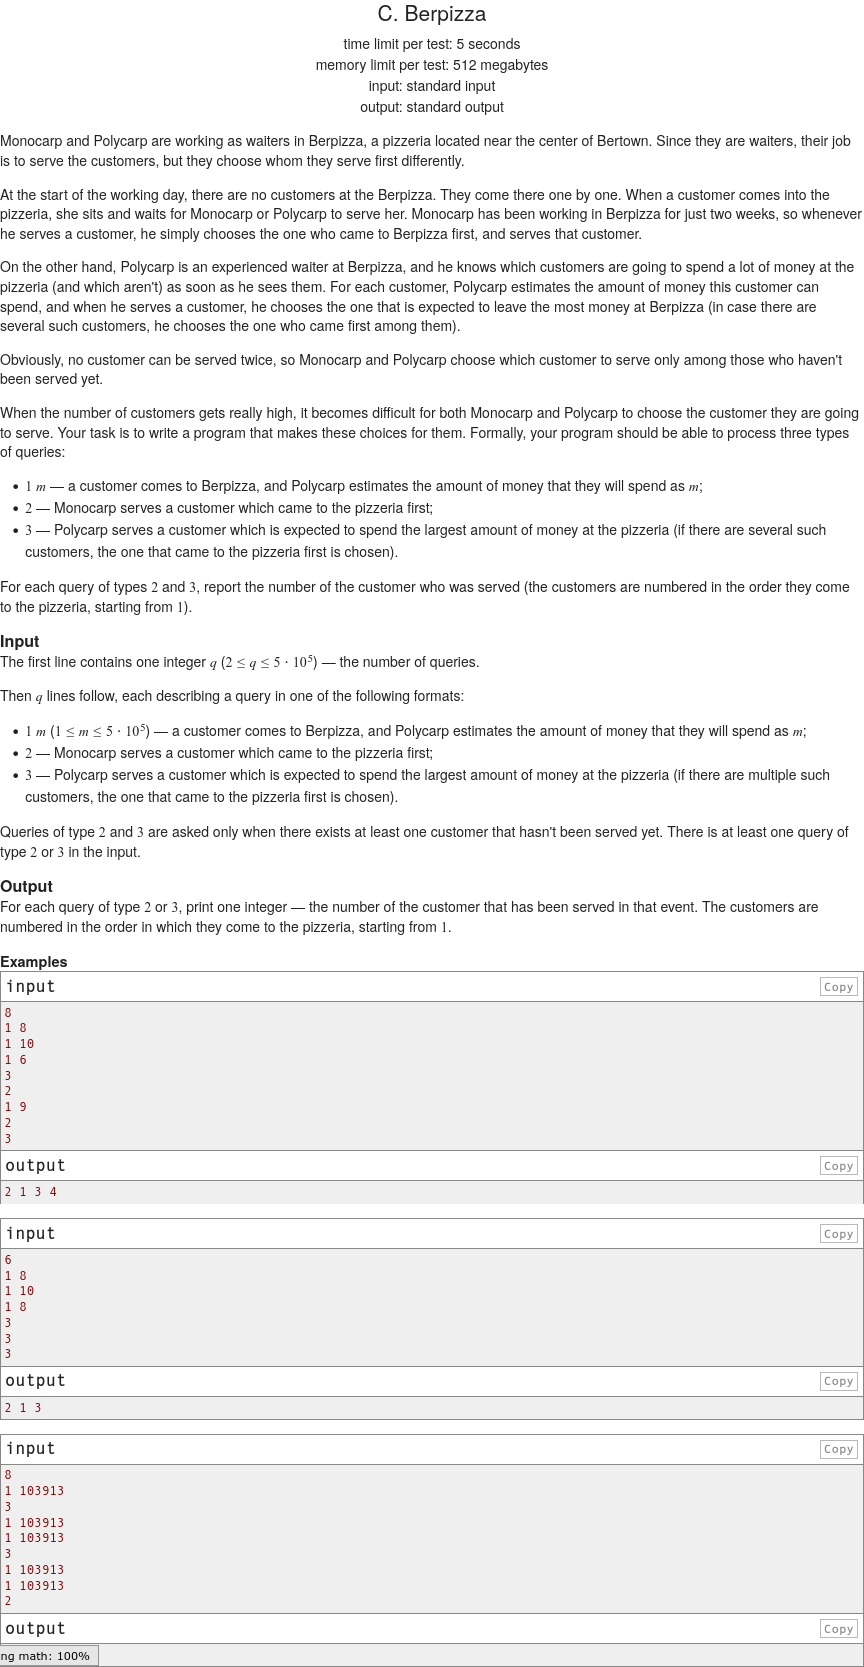 C. Berpizza
time limit per test: 5 seconds
memory limit per test: 512 megabytes
input: standard input
output: standard output
Monocarp and Polycarp are working as waiters in Berpizza, a pizzeria located near the center of Bertown. Since they are waiters, their job
is to serve the customers, but they choose whom they serve first differently.
At the start of the working day, there are no customers at the Berpizza. They come there one by one. When a customer comes into the
pizzeria, she sits and waits for Monocarp or Polycarp to serve her. Monocarp has been working in Berpizza for just two weeks, so whenever
he serves a customer, he simply chooses the one who came to Berpizza first, and serves that customer.
On the other hand, Polycarp is an experienced waiter at Berpizza, and he knows which customers are going to spend a lot of money at the
pizzeria (and which aren't) as soon as he sees them. For each customer, Polycarp estimates the amount of money this customer can
spend, and when he serves a customer, he chooses the one that is expected to leave the most money at Berpizza (in case there are
several such customers, he chooses the one who came first among them).
Obviously, no customer can be served twice, so Monocarp and Polycarp choose which customer to serve only among those who haven't
been served yet.
When the number of customers gets really high, it becomes difficult for both Monocarp and Polycarp to choose the customer they are going
to serve. Your task is to write a program that makes these choices for them. Formally, your program should be able to process three types
of queries:
• 1 m — a customer comes to Berpizza, and Polycarp estimates the amount of money that they will spend as m;
• 2 — Monocarp serves a customer which came to the pizzeria first;
• 3 — Polycarp serves a customer which is expected to spend the largest amount of money at the pizzeria (if there are several such
customers, the one that came to the pizzeria first is chosen).
For each query of types 2 and 3, report the number of the customer who was served (the customers are numbered in the order they come
to the pizzeria, starting from 1).
Input
The first line contains one integer q (2 ≤ q ≤ 5 · 10⁵) — the number of queries.
Then q lines follow, each describing a query in one of the following formats:
• 1 m (1 ≤ m ≤ 5 · 10⁵) — a customer comes to Berpizza, and Polycarp estimates the amount of money that they will spend as m;
• 2 — Monocarp serves a customer which came to the pizzeria first;
• 3 — Polycarp serves a customer which is expected to spend the largest amount of money at the pizzeria (if there are multiple such
customers, the one that came to the pizzeria first is chosen).
Queries of type 2 and 3 are asked only when there exists at least one customer that hasn't been served yet. There is at least one query of
type 2 or 3 in the input.
Output
For each query of type 2 or 3, print one integer — the number of the customer that has been served in that event. The customers are
numbered in the order in which they come to the pizzeria, starting from 1.
Examples
input Copy
8
1 8
1 10
1 6
3
2
1 9
2
3
output Copy
2 1 3 4
input Copy
6
1 8
1 10
1 8
3
3
3
output Copy
2 1 3
input Copy
8
1 103913
3
1 103913
1 103913
3
1 103913
1 103913
2
output Copy
ng math: 100%